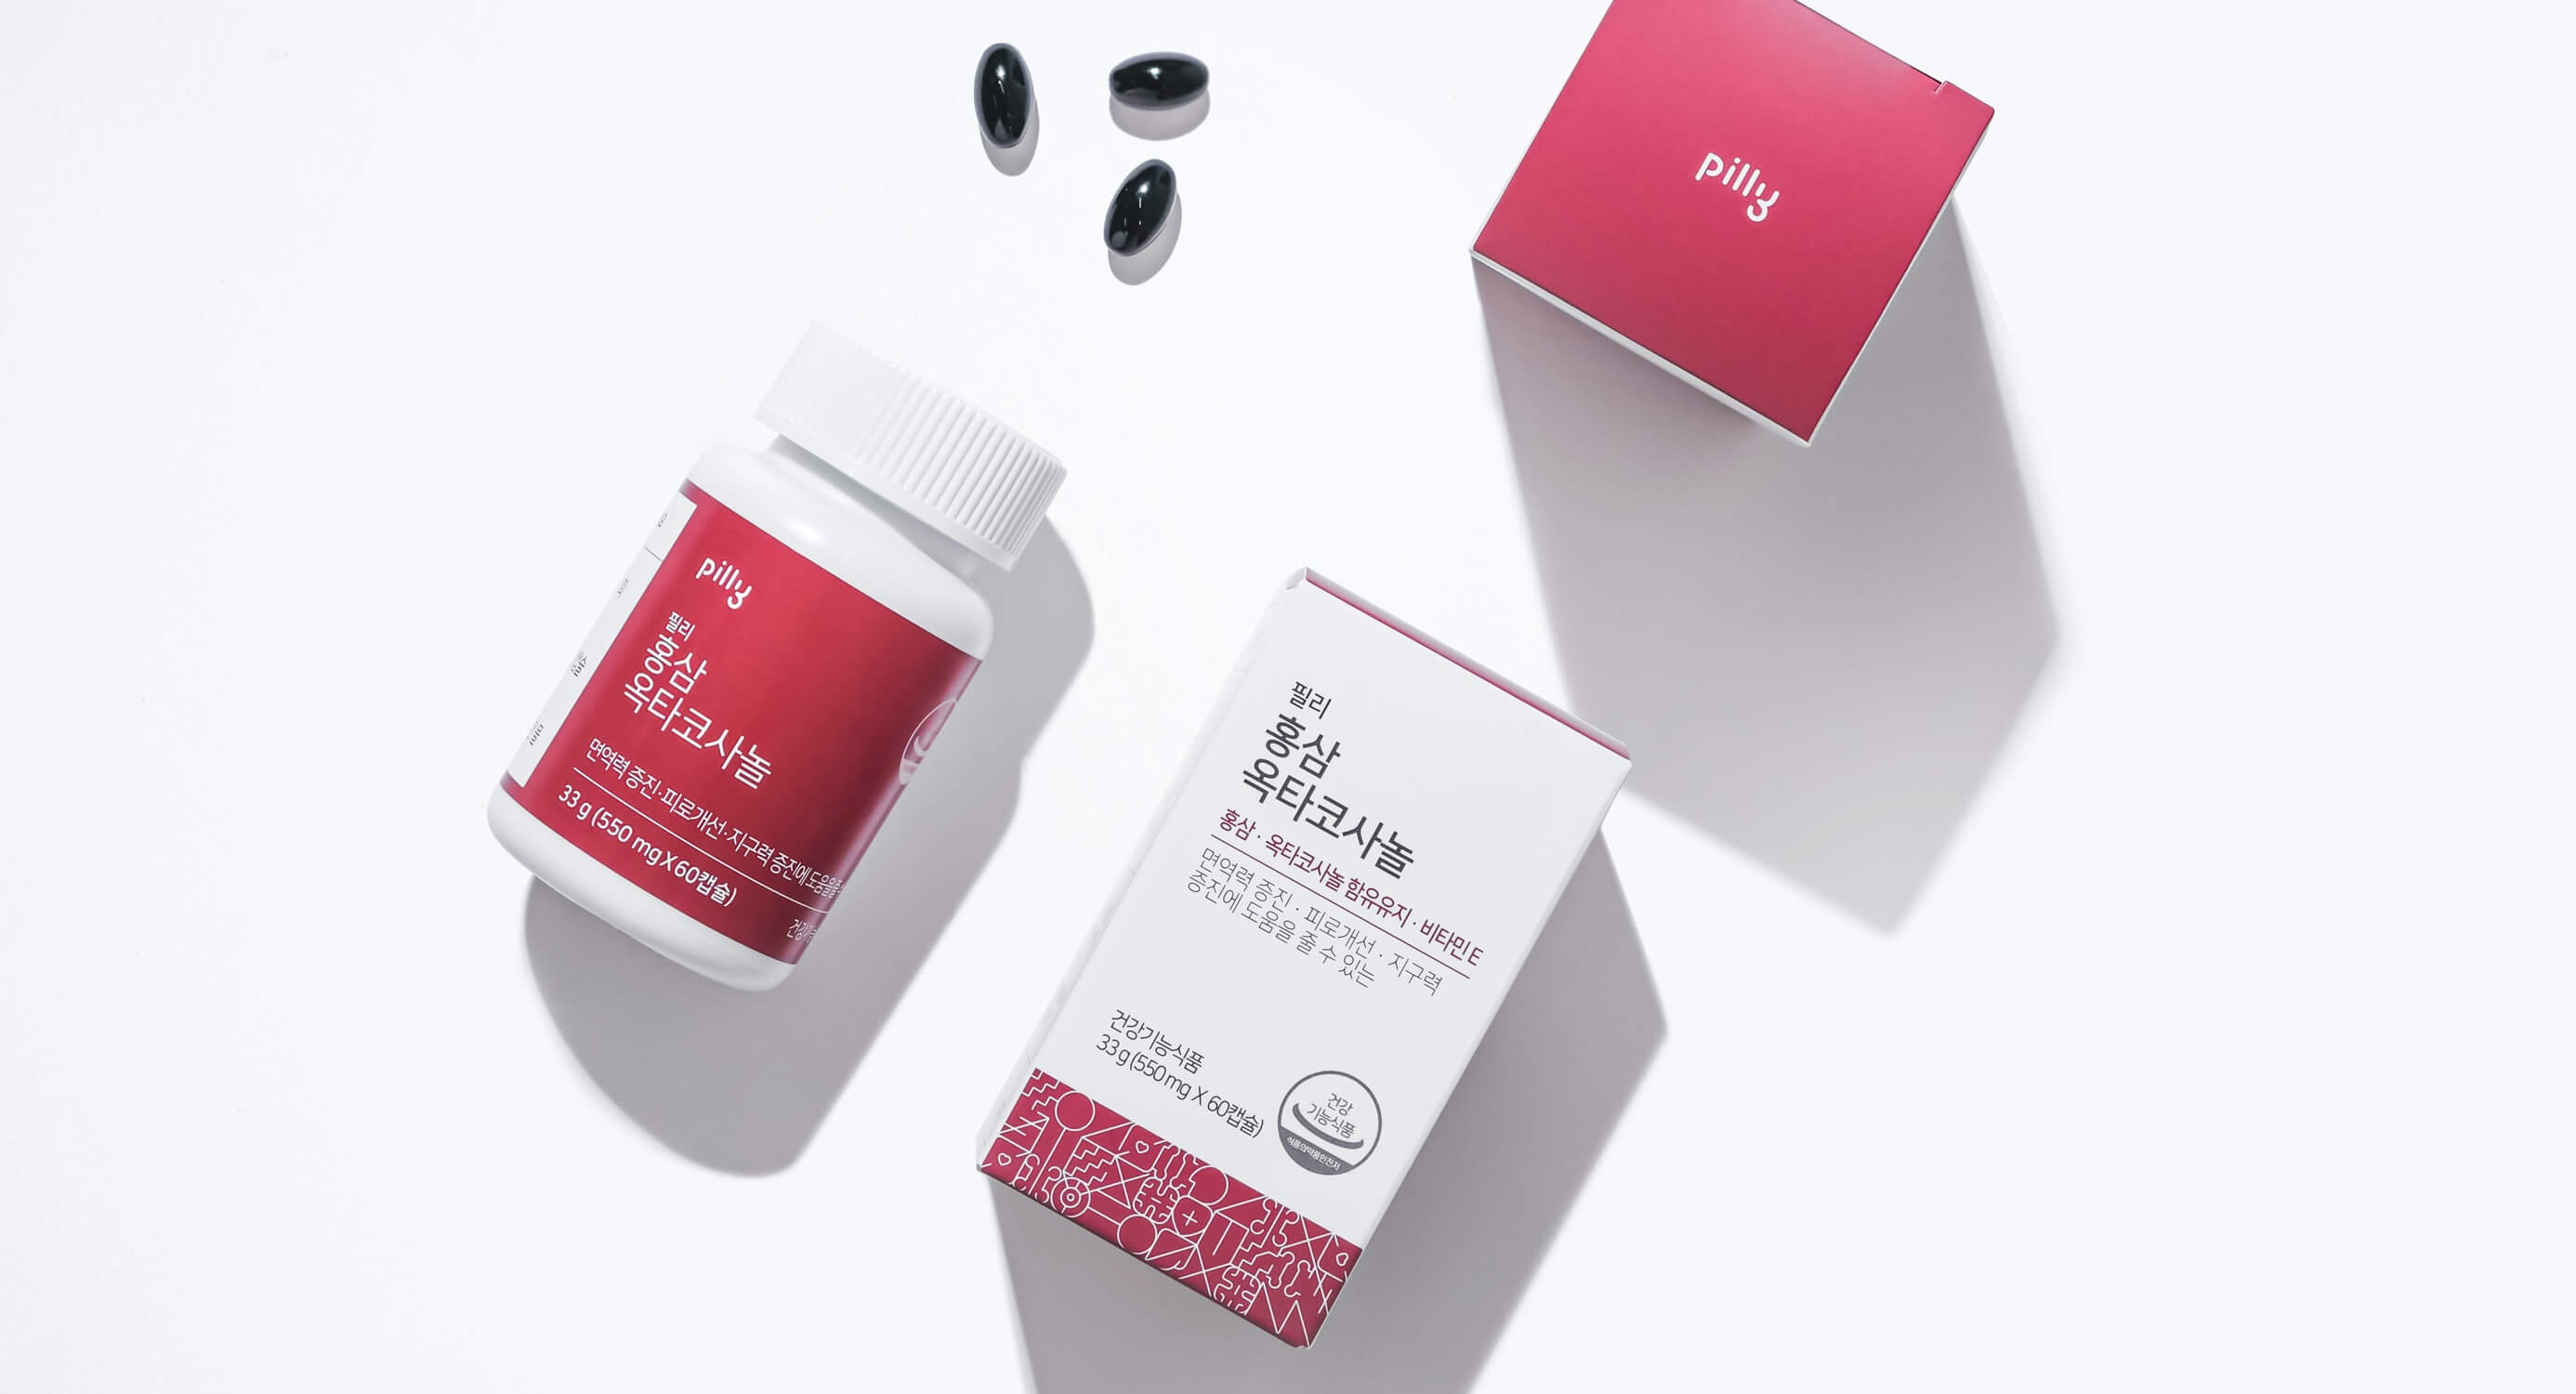 pilly
pilly
필리
홍삼
옥타코사놀
면역력 증진·피로개선·지구력 증진에 도움을
33 g (550 mg X 60캡슐)
필리
홍삼
옥타코사놀
홍삼 · 옥타코사놀 함유유지 · 비타민 E
면역력 증진 · 피로개선 · 지구력
증진에 도움을 줄 수 있는
건강기능식품
33 g (550 mg X 60캡슐)
건강
기능식품
식품의약품안전처